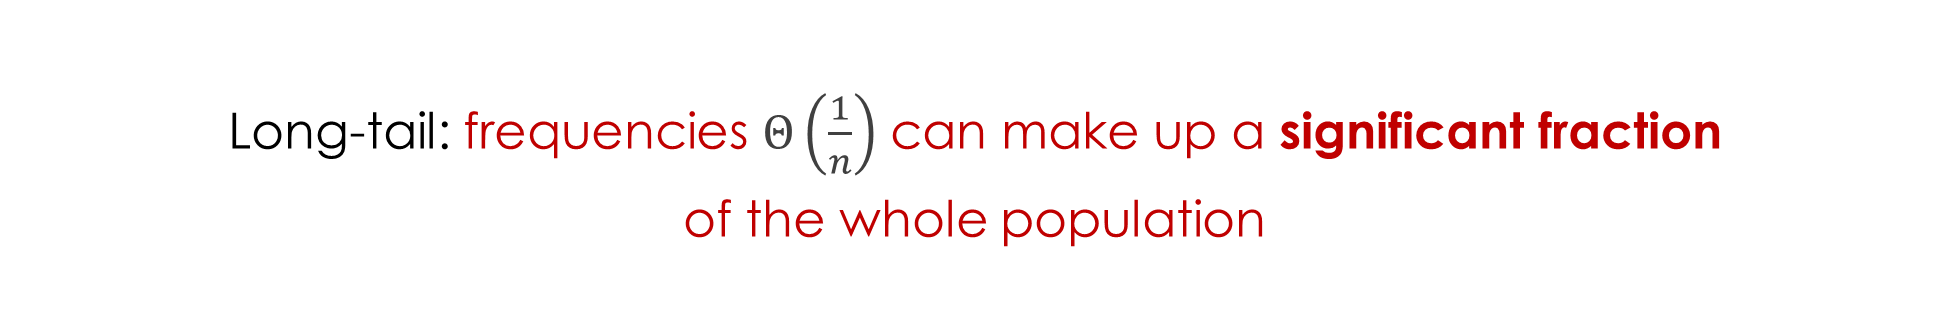 Long-tail: frequencies Θ(1/n) can make up a significant fraction
of the whole population